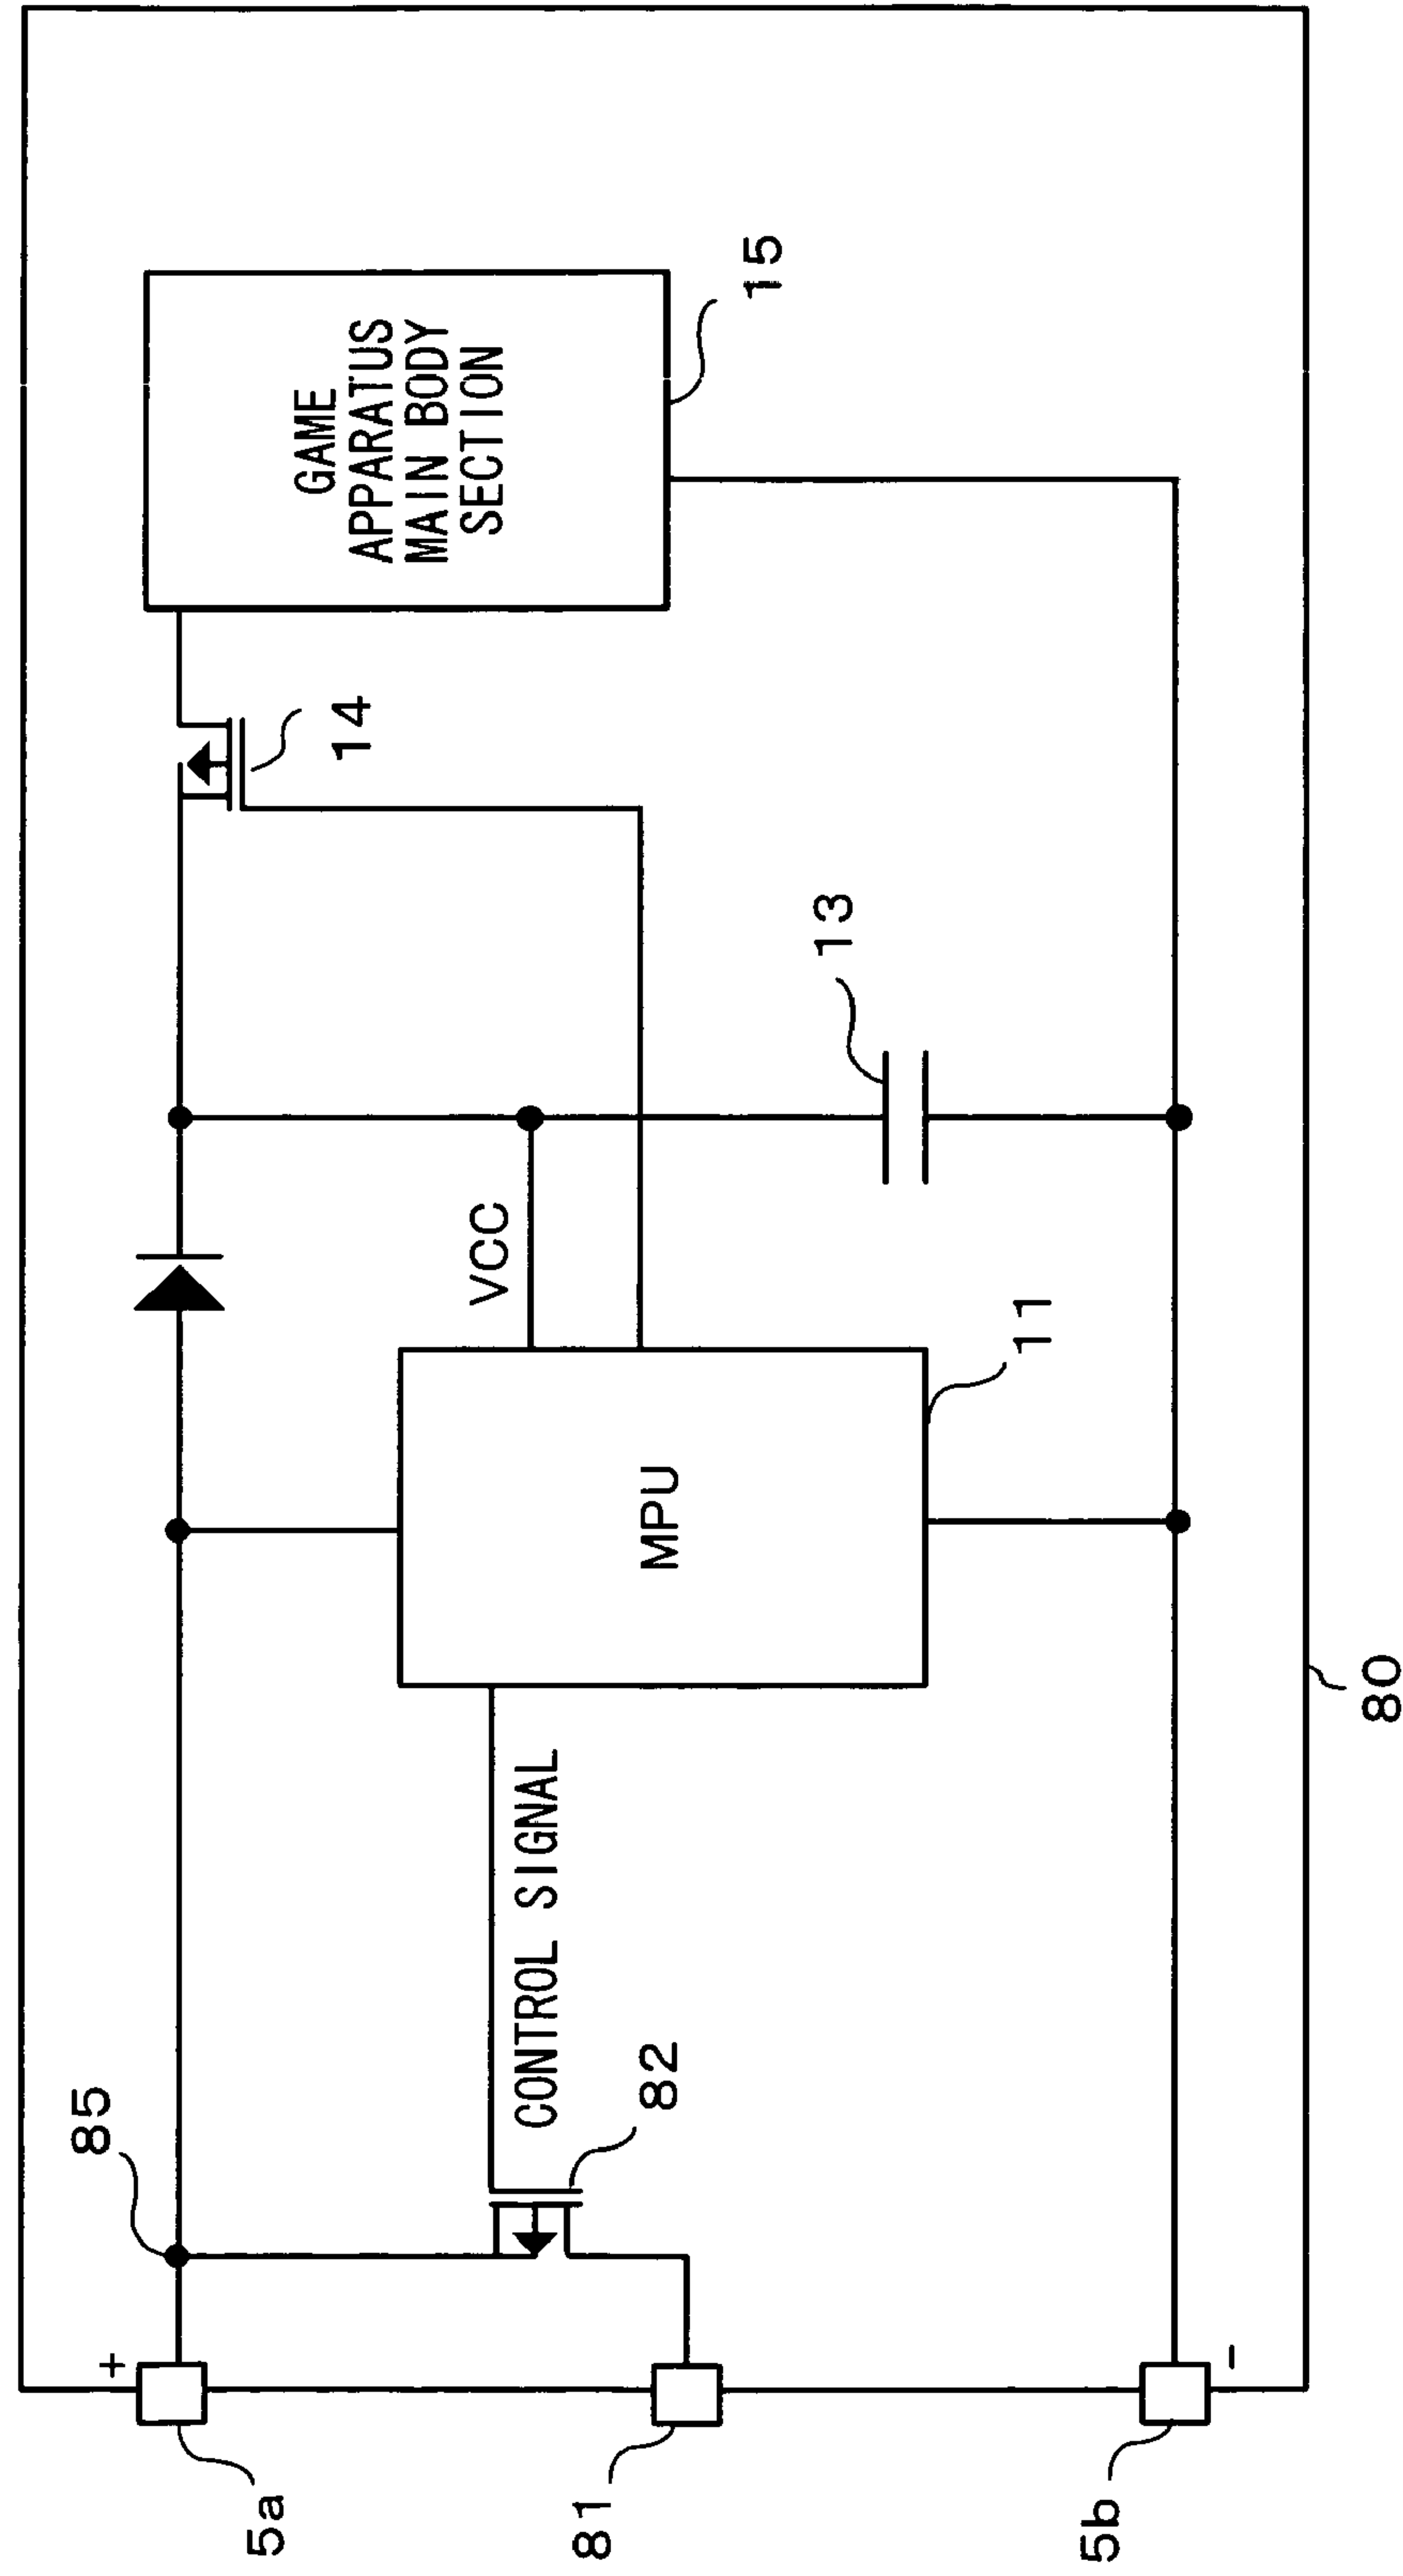 85
+
5a
GAME
APPARATUS
MAIN BODY
SECTION
14
15
VCC
13
MPU
11
CONTROL SIGNAL
82
81
5b
-
80